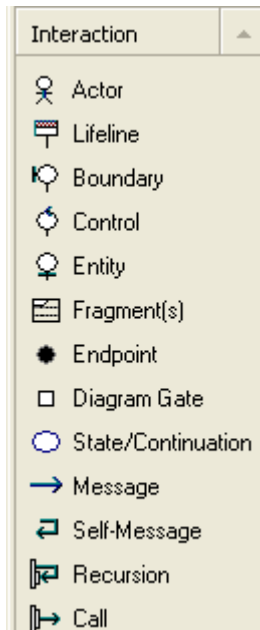 Interaction
Actor
Lifeline
Boundary
Control
Entity
Fragment(s)
Endpoint
Diagram Gate
State/Continuation
Message
Self-Message
Recursion
Call